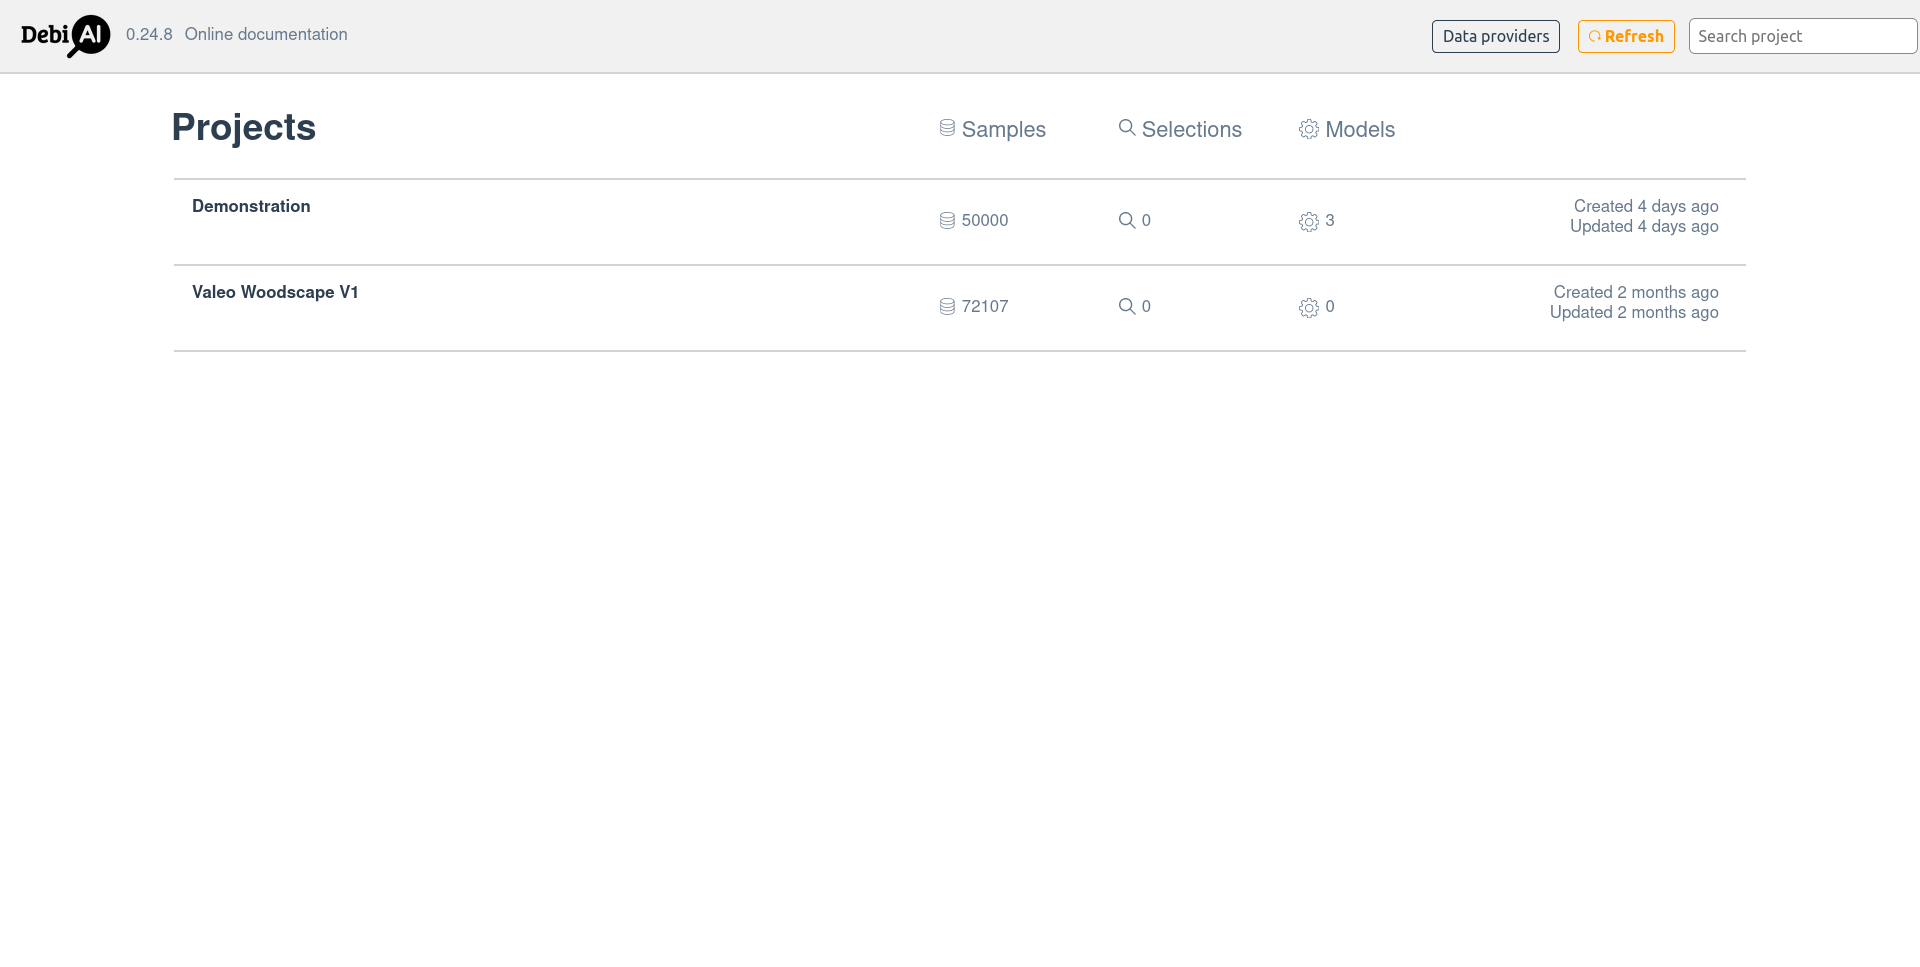 DebiAI 0.24.8 Online documentation Data providers Refresh Search project
Projects Samples Selections Models
Demonstration 50000 0 3 Created 4 days ago
Updated 4 days ago
Valeo Woodscape V1 72107 0 0 Created 2 months ago
Updated 2 months ago